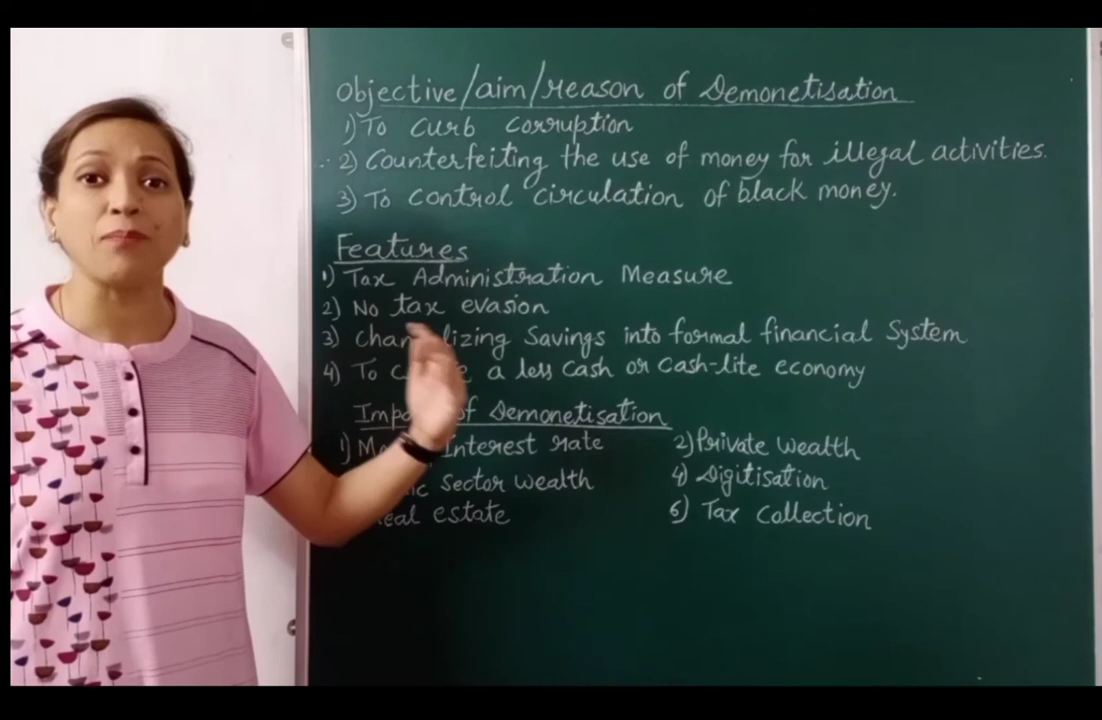 Objective/aim/reason of Demonetisation
1) To curb corruption
2) Counterfeiting the use of money for illegal activities.
3) To control circulation of black money.
Features
1) Tax Administration Measure
2) No tax evasion
3) lizing Savings into formal financial System
4) To a less cash or cash-lite economy
of Demonetisation
1) interest rate 2) Private wealth
sector wealth 4) Digitisation
real estate 6) Tax collection